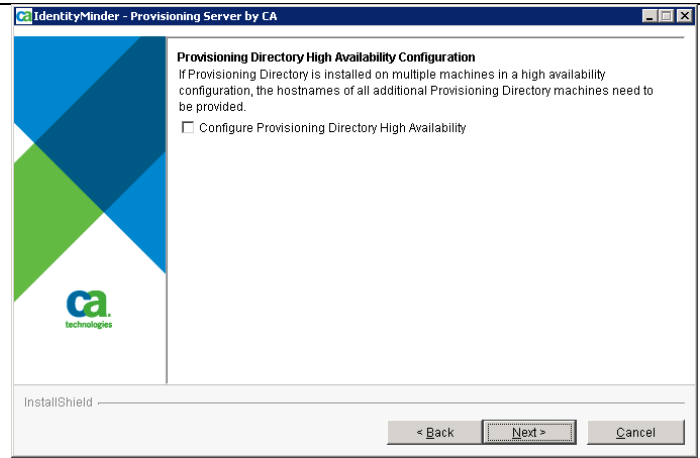 IdentityMinder - Provisioning Server by CA
Provisioning Directory High Availability Configuration
If Provisioning Directory is installed on multiple machines in a high availability
configuration, the hostnames of all additional Provisioning Directory machines need to
be provided.
Configure Provisioning Directory High Availability
ca.
technologies
InstallShield
< Back Next > Cancel